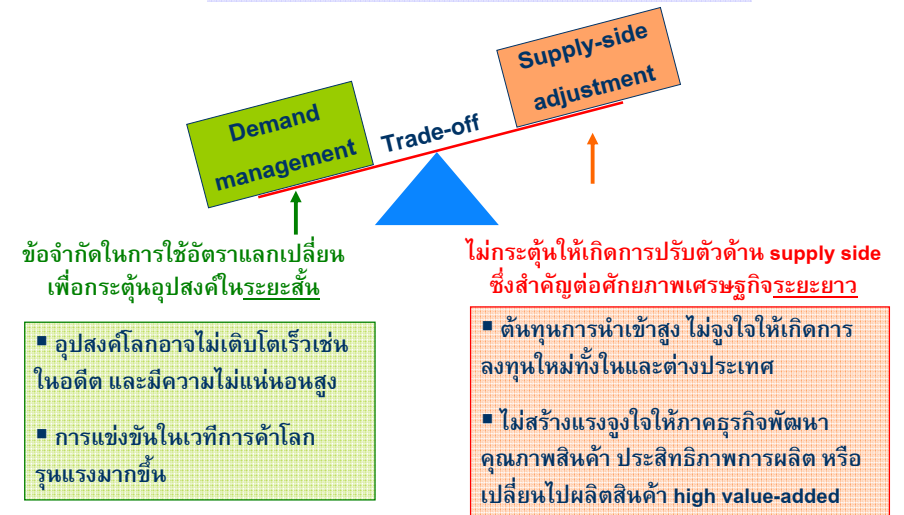 Demand
management
Trade-off
Supply-side
adjustment
ข้อจำกัดในการใช้อัตราแลกเปลี่ยน
เพื่อกระตุ้นอุปสงค์ในระยะสั้น
▪ อุปสงค์โลกอาจไม่เติบโตเร็วเช่น
ในอดีต และมีความไม่แน่นอนสูง
▪ การแข่งขันในเวทีการค้าโลก
รุนแรงมากขึ้น
ไม่กระตุ้นให้เกิดการปรับตัวด้าน supply side
ซึ่งสำคัญต่อศักยภาพเศรษฐกิจระยะยาว
▪ ต้นทุนการนำเข้าสูง ไม่จูงใจให้เกิดการ
ลงทุนใหม่ทั้งในและต่างประเทศ
▪ ไม่สร้างแรงจูงใจให้ภาคธุรกิจพัฒนา
คุณภาพสินค้า ประสิทธิภาพการผลิต หรือ
เปลี่ยนไปผลิตสินค้า high value-added